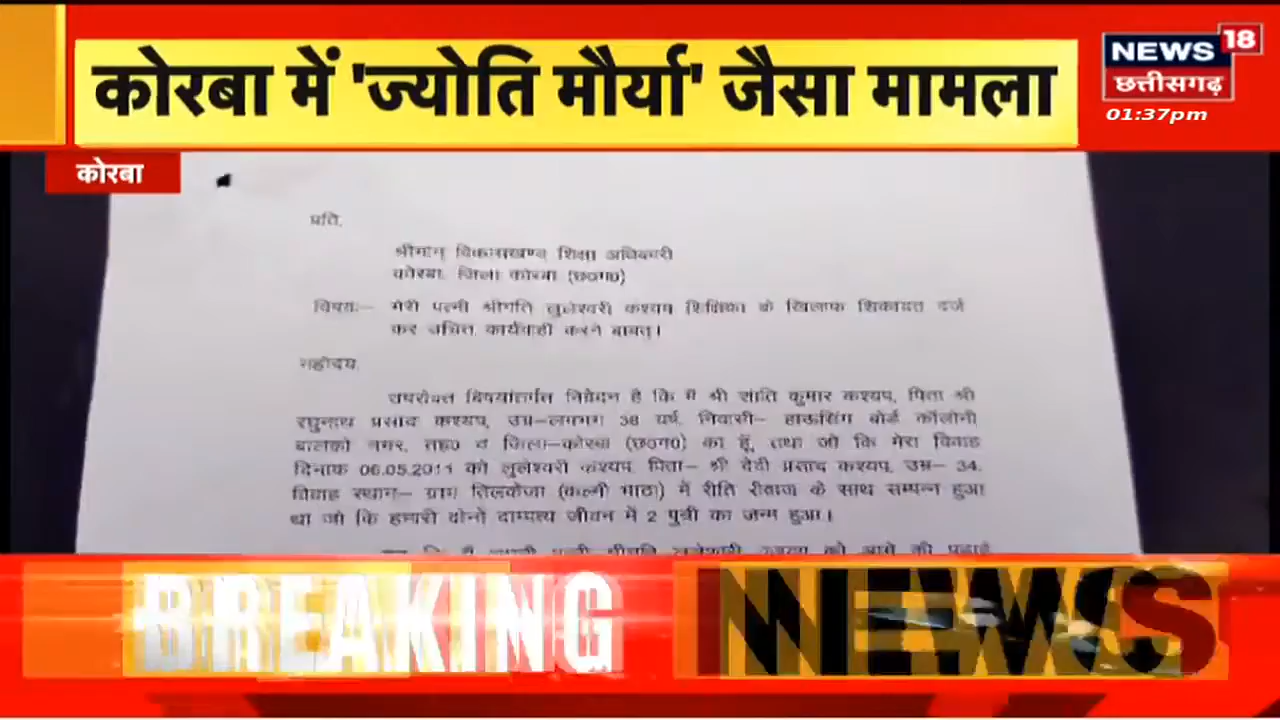 कोरबा में 'ज्योति मौर्या' जैसा मामला
NEWS 18
छत्तीसगढ़
01:37pm
कोरबा
प्रति,
श्रीमान् विकासखण्ड शिक्षा अधिकारी
कोरबा, जिला कोरबा (छ०ग०)
विषयः– मेरी पत्नी श्रीमति लुलेश्वरी कश्यप शिक्षिका के खिलाफ शिकायत दर्ज
कर उचित कार्यवाही करने बाबत्।
महोदय,
उपरोक्त विषयांतर्गत निवेदन है कि मैं श्री शांति कुमार कश्यप, पिता श्री
रघुनाथ प्रसाद कश्यप, उम्र–लगभग 38 वर्ष, निवासी– हाऊसिंग बोर्ड कॉलोनी
बालको नगर, तह० व जिला–कोरबा (छ०ग०) का हूँ, तथा जो कि मेरा विवाह
दिनांक 06.05.2011 को लुलेश्वरी कश्यप, पिता– श्री वेदी प्रसाद कश्यप, उम्र– 34,
विवाह स्थान– ग्राम तिलकेजा (कल्गी भाठा) में रीति रीवाज के साथ सम्पन्न हुआ
था जो कि हमारी दोनों दाम्पत्य जीवन में 2 पुत्री का जन्म हुआ।
BREAKING NEWS